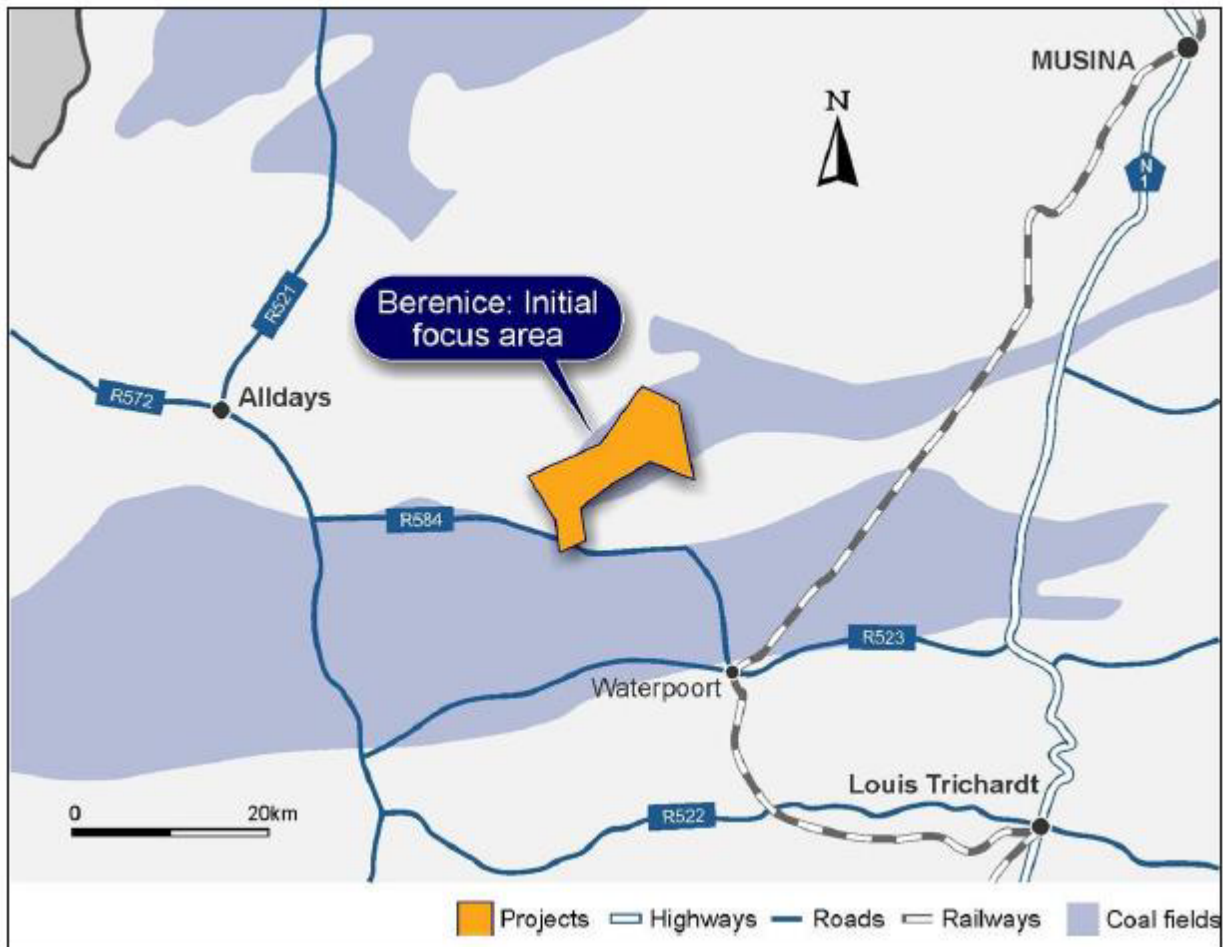 MUSINA
N
N
1
Berenice: Initial
focus area
R521
R572
Alldays
R584
R523
Waterpoort
Louis Trichardt
0 20km
R522
Projects Highways Roads Railways Coal fields